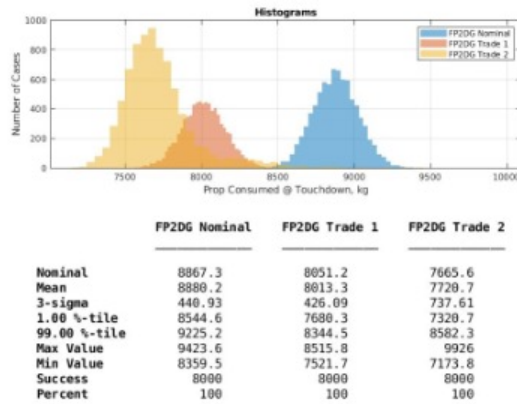 Histograms
FP2DG Nominal
FP2DG Trade 1
FP2DG Trade 2
Number of Cases
1000
800
600
400
200
0
7500 8000 8500 9000 9500 10000
Prop Consumed @ Touchdown, kg
FP2DG Nominal FP2DG Trade 1 FP2DG Trade 2
Nominal 8867.3 8051.2 7665.6
Mean 8880.2 8013.3 7720.7
3-sigma 440.93 426.09 737.61
1.00 %-tile 8544.6 7680.3 7320.7
99.00 %-tile 9225.2 8344.5 8582.3
Max Value 9423.6 8515.8 9926
Min Value 8359.5 7521.7 7173.8
Success 8000 8000 8000
Percent 100 100 100